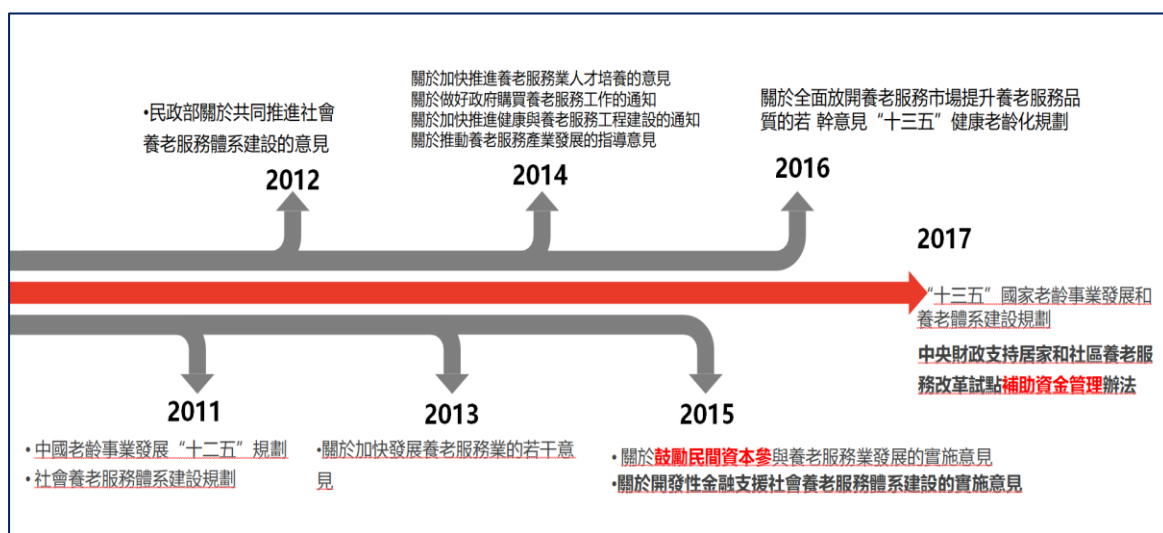 •民政部關於共同推進社會
養老服務體系建設的意見
2012
關於加快推進養老服務業人才培養的意見
關於做好政府購買養老服務工作的通知
關於加快推進健康與養老服務工程建設的通知
關於推動養老服務產業發展的指導意見
2014
關於全面放開養老服務市場提升養老服務品
質的若 幹意見“十三五”健康老齡化規劃
2016
2017
“十三五”國家老齡事業發展和
養老體系建設規劃
中央財政支持居家和社區養老服
務改革試點補助資金管理辦法
2011
•中國老齡事業發展“十二五”規劃
•社會養老服務體系建設規劃
2013
•關於加快發展養老服務業的若干意
見
2015
•關於鼓勵民間資本參與養老服務業發展的實施意見
•關於開發性金融支援社會養老服務體系建設的實施意見